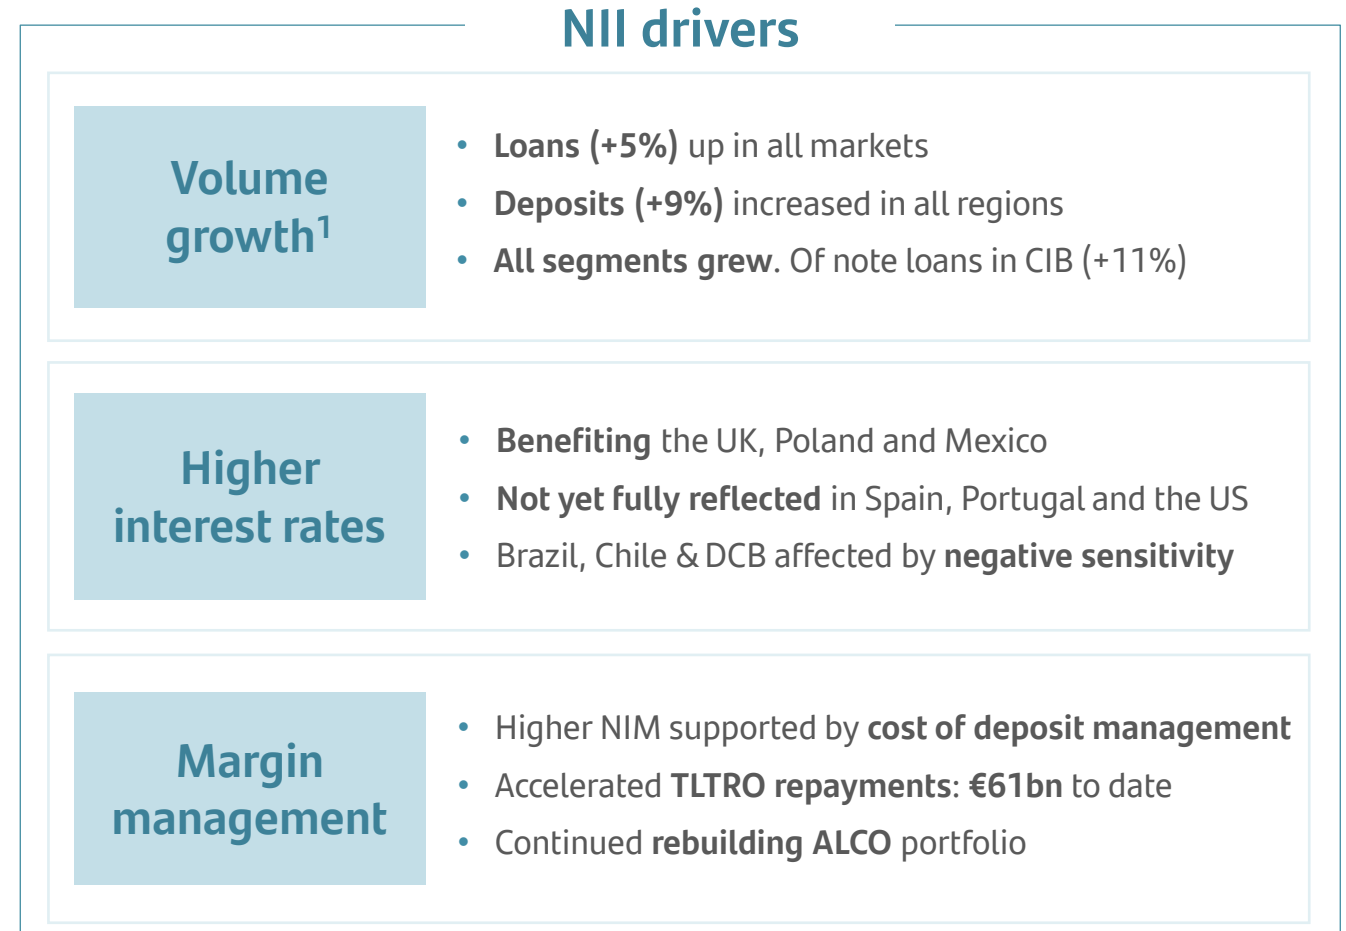 NII drivers
Volume
growth¹
• Loans (+5%) up in all markets
• Deposits (+9%) increased in all regions
• All segments grew. Of note loans in CIB (+11%)
Higher
interest rates
• Benefiting the UK, Poland and Mexico
• Not yet fully reflected in Spain, Portugal and the US
• Brazil, Chile & DCB affected by negative sensitivity
Margin
management
• Higher NIM supported by cost of deposit management
• Accelerated TLTRO repayments: €61bn to date
• Continued rebuilding ALCO portfolio